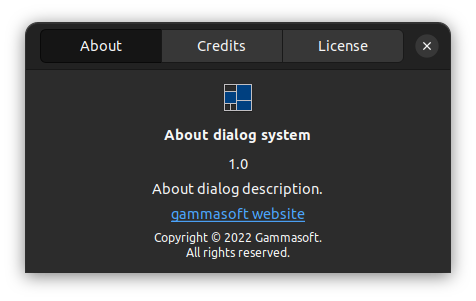 About Credits License
About dialog system
1.0
About dialog description.
gammasoft website
Copyright © 2022 Gammasoft.
All rights reserved.